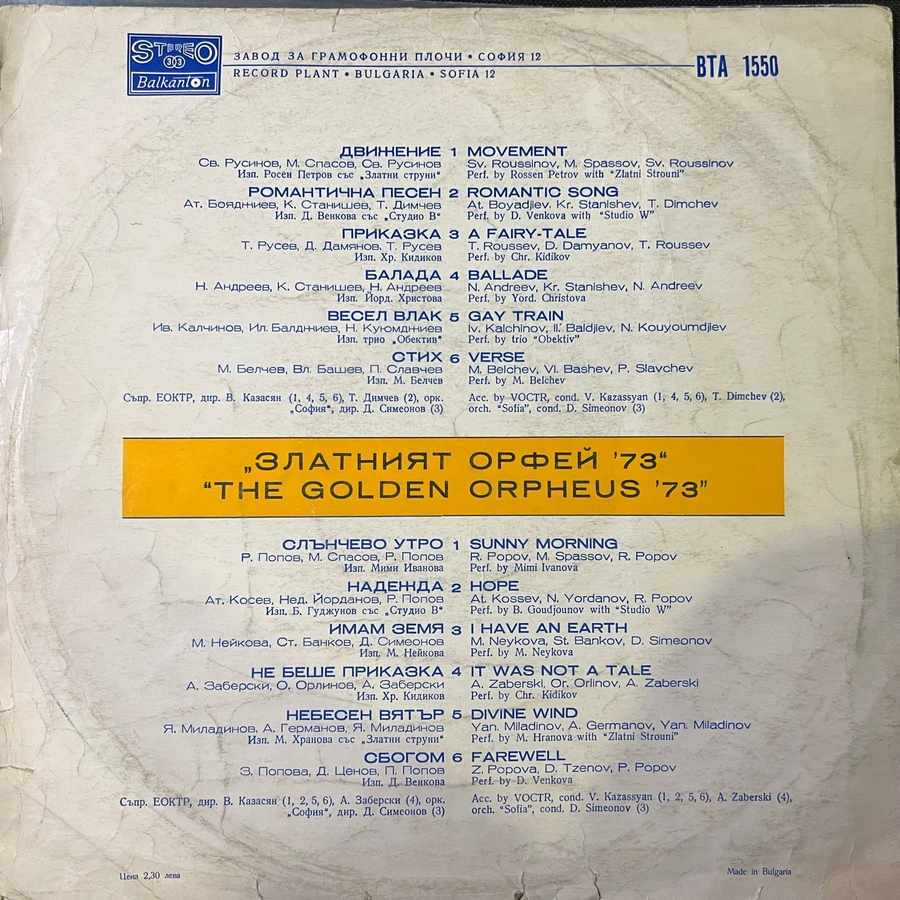 STEREO
303
Balkanton
ЗАВОД ЗА ГРАМОФОННИ ПЛОЧИ • СОФИЯ 12
RECORD PLANT • BULGARIA • SOFIA 12
ВТА 1550
ДВИЖЕНИЕ 1 MOVEMENT
Св. Русинов, М. Спасов, Св. Русинов Sv. Roussinov, M. Spassov, Sv. Roussinov
Изп. Росен Петров със „Златни струни“ Perf. by Rossen Petrov with “Zlatni Strouni”
РОМАНТИЧНА ПЕСЕН 2 ROMANTIC SONG
Ат. Бояджиев, К. Станишев, Т. Димчев At. Boyadjiev, Kr. Stanishev, T. Dimchev
Изп. Д. Венкова със „Студио В“ Perf. by D. Venkova with “Studio W”
ПРИКАЗКА 3 A FAIRY-TALE
Т. Русев, Д. Дамянов. Т. Русев T. Roussev, D. Damyanov, T. Roussev
Изп. Хр. Кидиков Perf. by Chr. Kidikov
БАЛАДА 4 BALLADE
Н. Андреев, К. Станишев, Н. Андреев N. Andreev, Kr. Stanishev, N. Andreev
Изп. Йорд. Христова Perf. by Yord. Christova
ВЕСЕЛ ВЛАК 5 GAY TRAIN
Ив. Калчинов, Ил. Балджиев, Н. Куюмджиев Iv. Kalchinov, Il. Baldjiev, N. Kouyoumdjiev
Изп. трио „Обектив“ Perf. by trio “Obektiv”
СТИХ 6 VERSE
М. Белчев, Вл. Башев, П. Славчев M. Belchev, Vl. Bashev, P. Slavchev
Изп. М. Белчев Perf. by M. Belchev
Съпр. ЕОКТР, дир. В. Казасян (1, 4, 5, 6), Т. Димчев (2), орк. Acc. by VOCTR, cond. V. Kazassyan (1, 4, 5, 6), T. Dimchev (2),
„София“, дир. Д. Симеонов (3) orch. “Sofia”, cond. D. Simeonov (3)
„ЗЛАТНИЯТ ОРФЕЙ '73“
“THE GOLDEN ORPHEUS '73”
СЛЪНЧЕВО УТРО 1 SUNNY MORNING
Р. Попов, М. Спасов, Р. Попов R. Popov, M. Spassov, R. Popov
Изп. Мими Иванова Perf. by Mimi Ivanova
НАДЕЖДА 2 HOPE
Ат. Косев, Нед. Йорданов, Р. Попов At. Kossev, N. Yordanov, R. Popov
Изп. Б. Гуджунов със „Студио В“ Perf. by B. Goudjounov with “Studio W”
ИМАМ ЗЕМЯ 3 I HAVE AN EARTH
М. Нейкова, Ст. Банков, Д. Симеонов M. Neykova, St. Bankov, D. Simeonov
Изп. М. Нейкова Perf. by M. Neykova
НЕ БЕШЕ ПРИКАЗКА 4 IT WAS NOT A TALE
А. Заберски, О. Орлинов, А. Заберски A. Zaberski, Or. Orlinov, A. Zaberski
Изп. Хр. Кидиков Perf. by Chr. Kidikov
НЕБЕСЕН ВЯТЪР 5 DIVINE WIND
Я. Миладинов, А. Германов, Я. Миладинов Yan. Miladinov, A. Germanov, Yan. Miladinov
Изп. М. Хранова със „Златни струни“ Perf. by M. Hranova with “Zlatni Strouni”
СБОГОМ 6 FAREWELL
З. Попова, Д. Ценов, П. Попов Z. Popova, D. Tzenov, P. Popov
Изп. Д. Венкова Perf. by D. Venkova
Съпр. ЕОКТР, дир. В. Казасян (1, 2, 5, 6), А. Заберски (4), орк. Acc. by VOCTR, cond. V. Kazassyan (1, 2, 5, 6), A. Zaberski (4),
„София“, дир. Д. Симеонов (3) orch. “Sofia”, cond. D. Simeonov (3)
Цена 2,30 лева
Made in Bulgaria